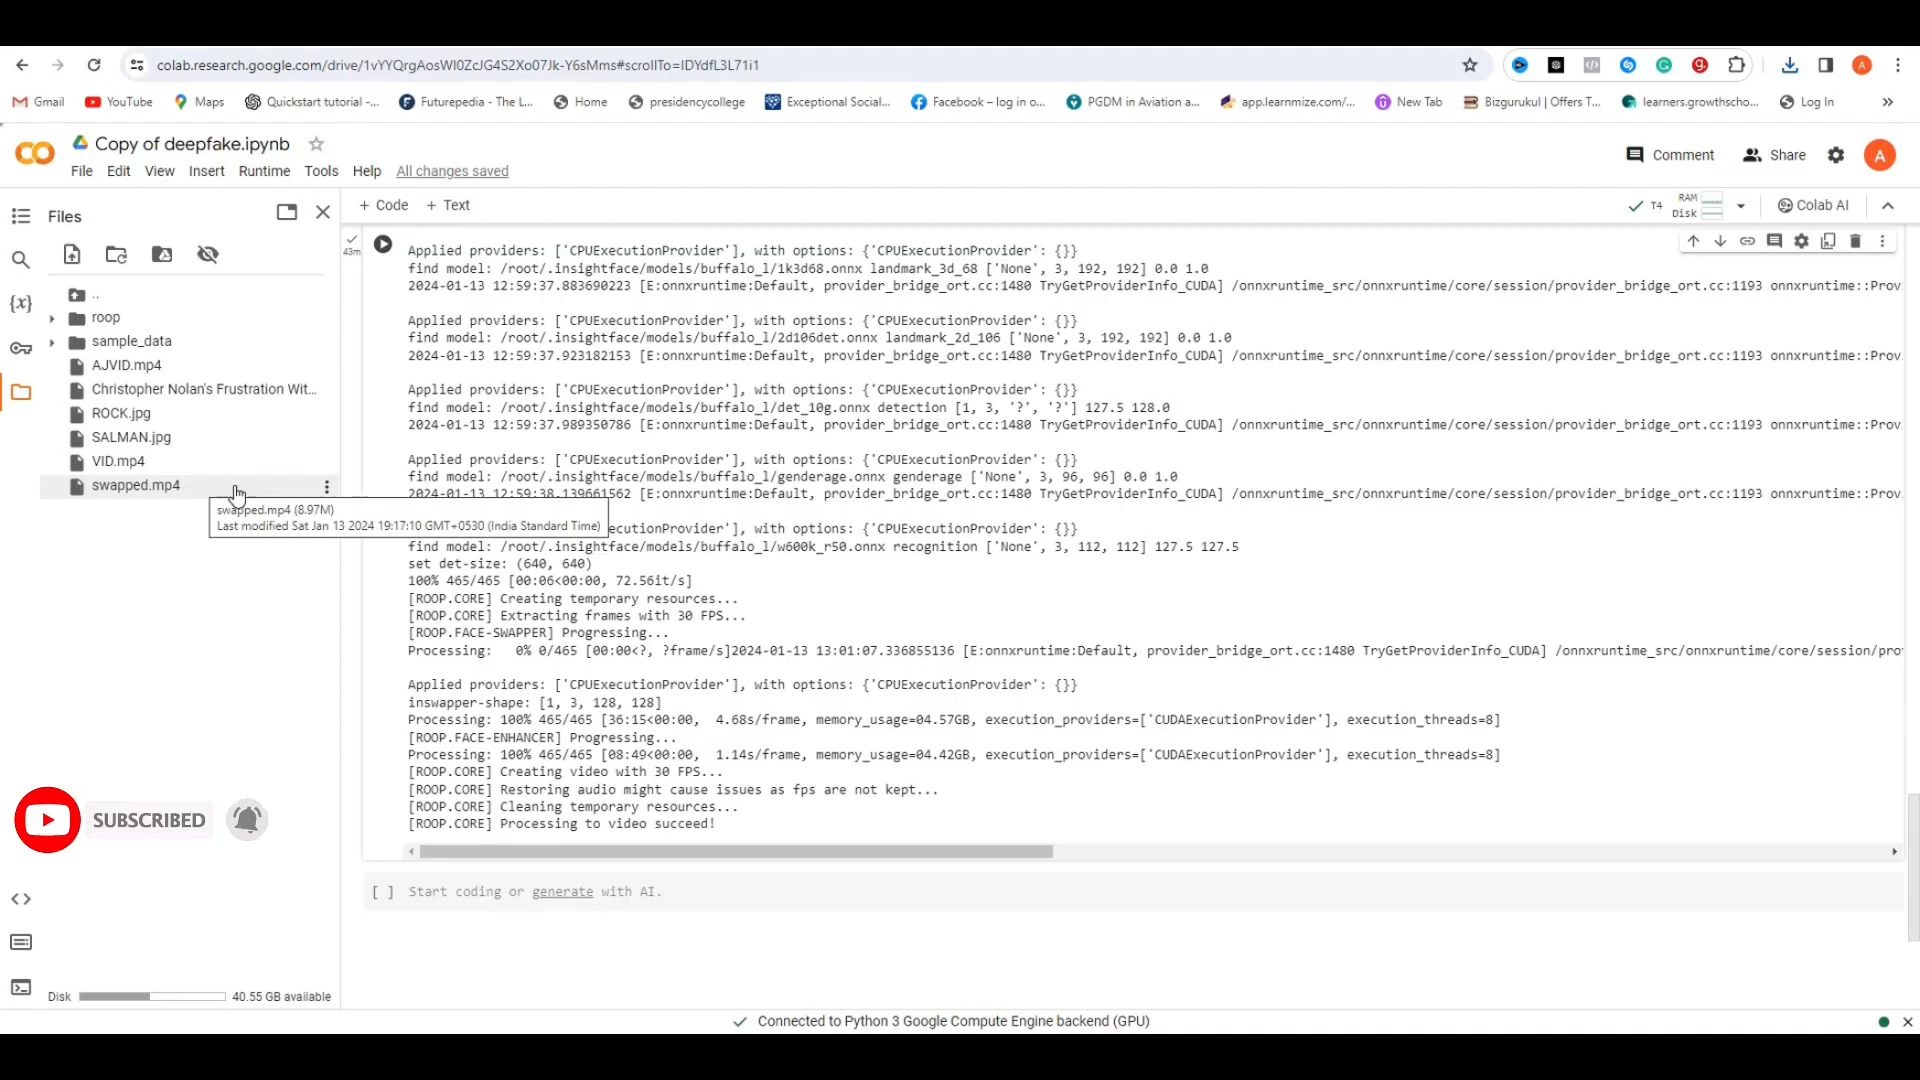 colab.research.google.com/drive/1vYYQrgAosWI0ZcJG4S2Xo07Jk-Y6sMms#scrollTo=IDYdfL3L71i1
Gmail YouTube Maps Quickstart tutorial -... Futurepedia - The L... Home presidencycollege Exceptional Social... Facebook – log in o... PGDM in Aviation a... app.learnmize.com/... New Tab Bizgurukul | Offers T... learners.growthscho... Log In »
CO Copy of deepfake.ipynb
File Edit View Insert Runtime Tools Help All changes saved
Comment Share A
Files
+ Code + Text
T4 RAM Disk Colab AI
..
roop
sample_data
AJVID.mp4
Christopher Nolan's Frustration Wit...
ROCK.jpg
SALMAN.jpg
VID.mp4
swapped.mp4
swapped.mp4 (8.97M)
Last modified Sat Jan 13 2024 19:17:10 GMT+0530 (India Standard Time)
43m
Applied providers: ['CPUExecutionProvider'], with options: {'CPUExecutionProvider': {}}
find model: /root/.insightface/models/buffalo_l/1k3d68.onnx landmark_3d_68 ['None', 3, 192, 192] 0.0 1.0
2024-01-13 12:59:37.883690223 [E:onnxruntime:Default, provider_bridge_ort.cc:1480 TryGetProviderInfo_CUDA] /onnxruntime_src/onnxruntime/core/session/provider_bridge_ort.cc:1193 onnxruntime::Prov
Applied providers: ['CPUExecutionProvider'], with options: {'CPUExecutionProvider': {}}
find model: /root/.insightface/models/buffalo_l/2d106det.onnx landmark_2d_106 ['None', 3, 192, 192] 0.0 1.0
2024-01-13 12:59:37.923182153 [E:onnxruntime:Default, provider_bridge_ort.cc:1480 TryGetProviderInfo_CUDA] /onnxruntime_src/onnxruntime/core/session/provider_bridge_ort.cc:1193 onnxruntime::Prov
Applied providers: ['CPUExecutionProvider'], with options: {'CPUExecutionProvider': {}}
find model: /root/.insightface/models/buffalo_l/det_10g.onnx detection [1, 3, '?', '?'] 127.5 128.0
2024-01-13 12:59:37.989350786 [E:onnxruntime:Default, provider_bridge_ort.cc:1480 TryGetProviderInfo_CUDA] /onnxruntime_src/onnxruntime/core/session/provider_bridge_ort.cc:1193 onnxruntime::Prov
Applied providers: ['CPUExecutionProvider'], with options: {'CPUExecutionProvider': {}}
find model: /root/.insightface/models/buffalo_l/genderage.onnx genderage ['None', 3, 96, 96] 0.0 1.0
2024-01-13 12:59:38.139661562 [E:onnxruntime:Default, provider_bridge_ort.cc:1480 TryGetProviderInfo_CUDA] /onnxruntime_src/onnxruntime/core/session/provider_bridge_ort.cc:1193 onnxruntime::Prov
ecutionProvider'], with options: {'CPUExecutionProvider': {}}
find model: /root/.insightface/models/buffalo_l/w600k_r50.onnx recognition ['None', 3, 112, 112] 127.5 127.5
set det-size: (640, 640)
100% 465/465 [00:06<00:00, 72.56it/s]
[ROOP.CORE] Creating temporary resources...
[ROOP.CORE] Extracting frames with 30 FPS...
[ROOP.FACE-SWAPPER] Progressing...
Processing: 0% 0/465 [00:00<?, ?frame/s]2024-01-13 13:01:07.336855136 [E:onnxruntime:Default, provider_bridge_ort.cc:1480 TryGetProviderInfo_CUDA] /onnxruntime_src/onnxruntime/core/session/pro
Applied providers: ['CPUExecutionProvider'], with options: {'CPUExecutionProvider': {}}
inswapper-shape: [1, 3, 128, 128]
Processing: 100% 465/465 [36:15<00:00, 4.68s/frame, memory_usage=04.57GB, execution_providers=['CUDAExecutionProvider'], execution_threads=8]
[ROOP.FACE-ENHANCER] Progressing...
Processing: 100% 465/465 [08:49<00:00, 1.14s/frame, memory_usage=04.42GB, execution_providers=['CUDAExecutionProvider'], execution_threads=8]
[ROOP.CORE] Creating video with 30 FPS...
[ROOP.CORE] Restoring audio might cause issues as fps are not kept...
[ROOP.CORE] Cleaning temporary resources...
[ROOP.CORE] Processing to video succeed!
SUBSCRIBED
[ ] Start coding or generate with AI.
Disk 40.55 GB available
Connected to Python 3 Google Compute Engine backend (GPU)